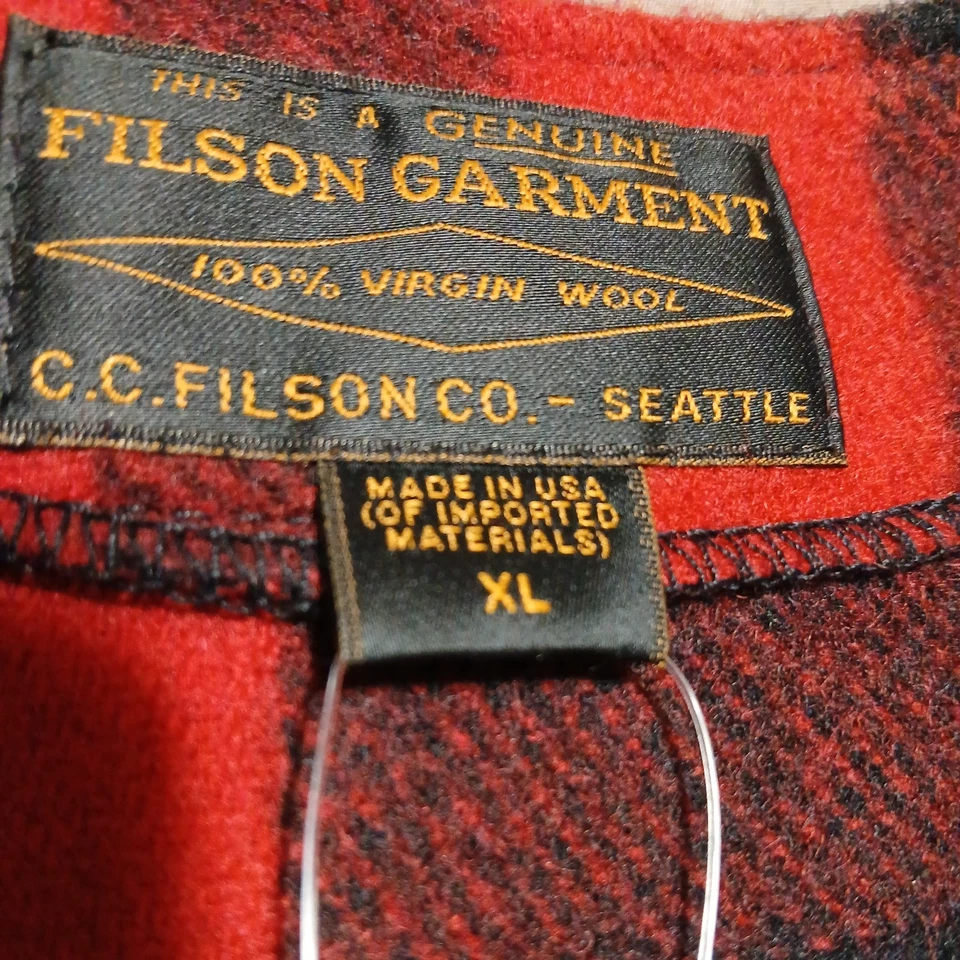 THIS IS A GENUINE
FILSON GARMENT
100% VIRGIN WOOL
C.C.FILSON CO. - SEATTLE
MADE IN USA
(OF IMPORTED
MATERIALS)
XL